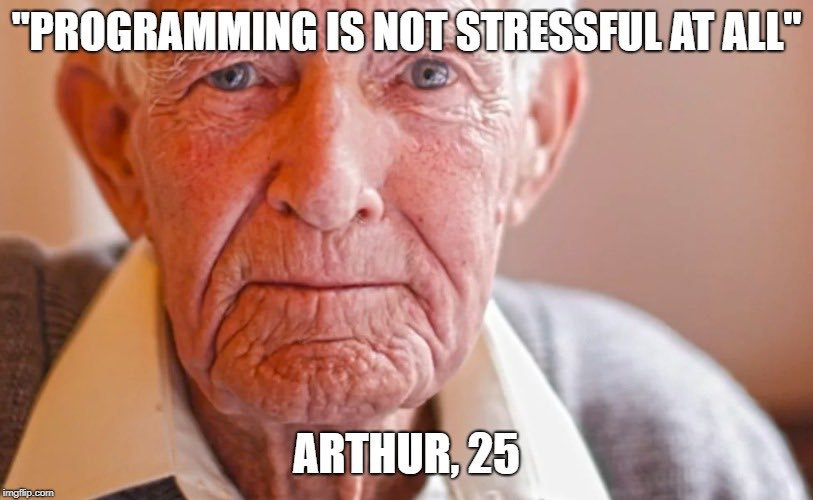 "PROGRAMMING IS NOT STRESSFUL AT ALL"
ARTHUR, 25
imgflip.com